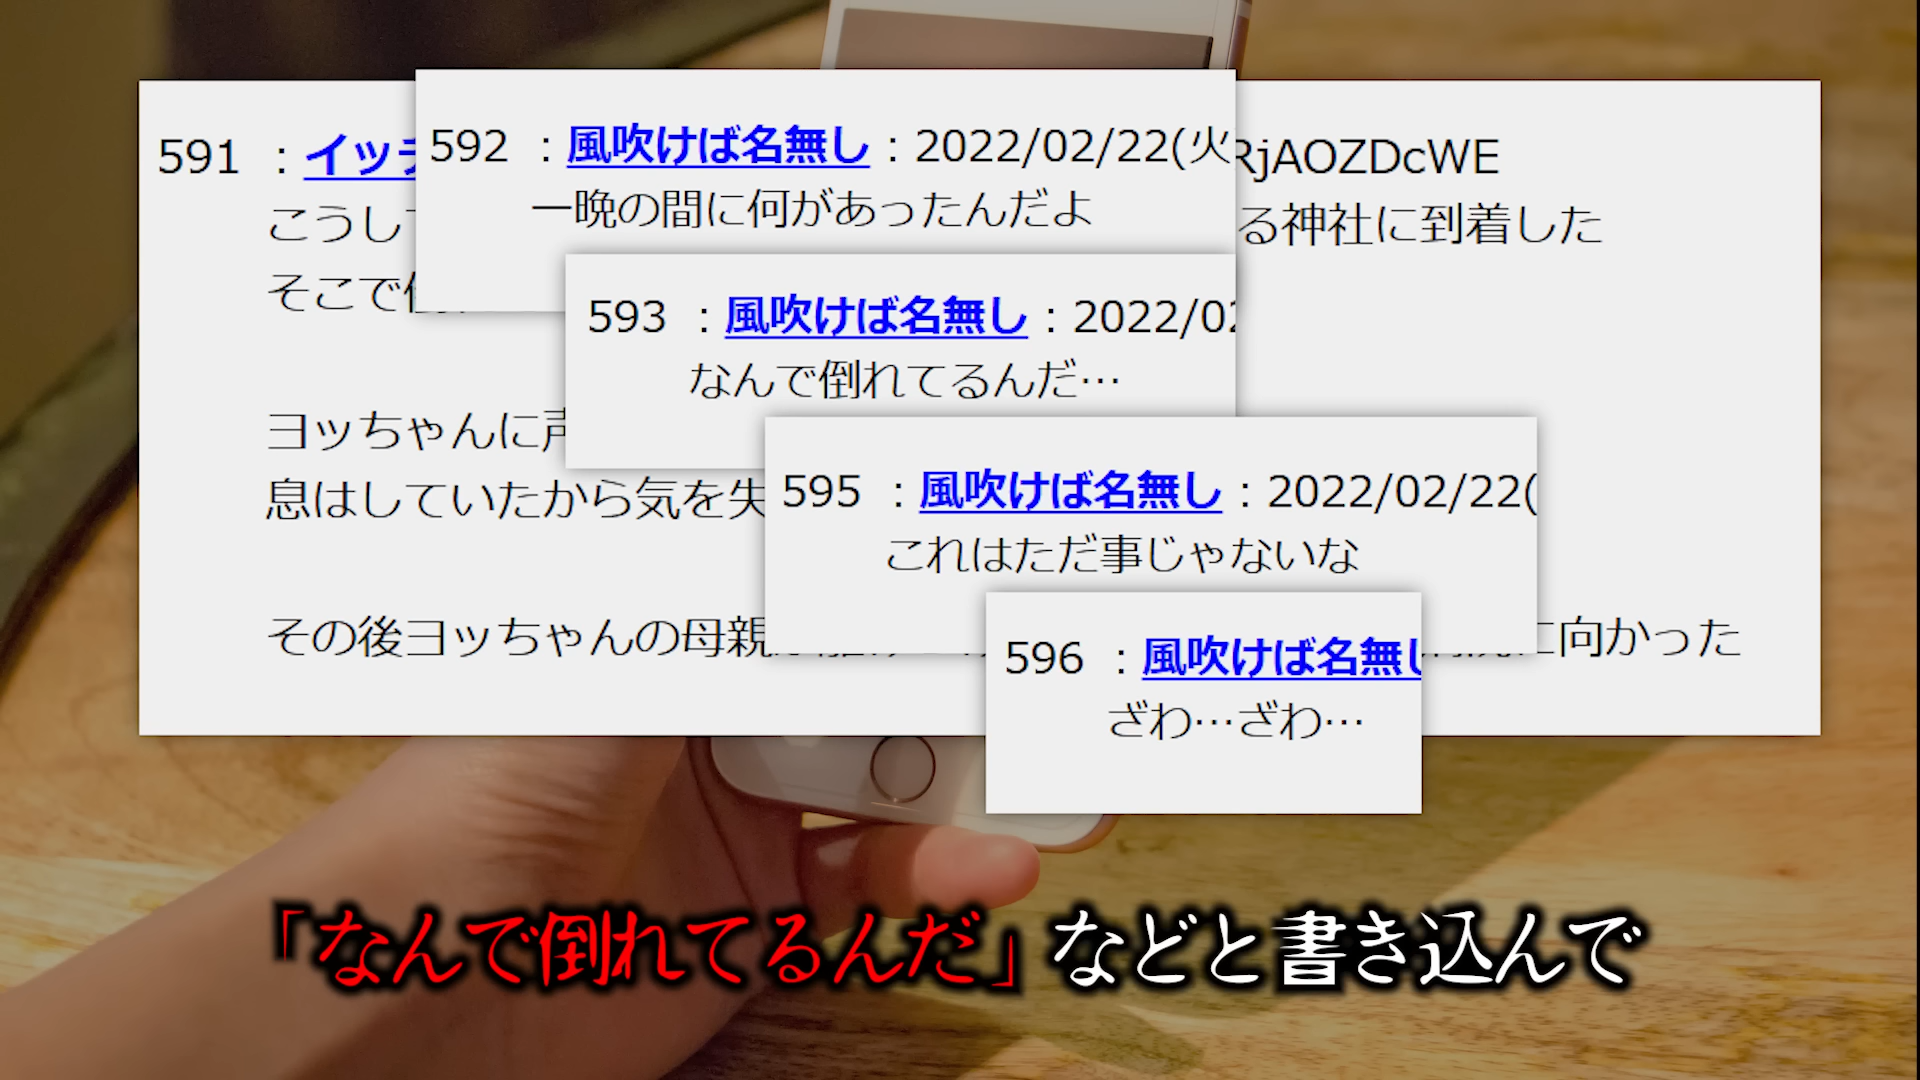 591 ：イッチ
RjAOZDcWE
こうして
る神社に到着した
そこで
ヨッちゃんに声
息はしていたから気を失
その後ヨッちゃんの母親
に向かった
592 ：風吹けば名無し：2022/02/22(火
一晩の間に何があったんだよ
593 ：風吹けば名無し：2022/02
なんで倒れてるんだ…
595 ：風吹けば名無し：2022/02/22(
これはただ事じゃないな
596 ：風吹けば名無し
ざわ…ざわ…
「なんで倒れてるんだ」などと書き込んで